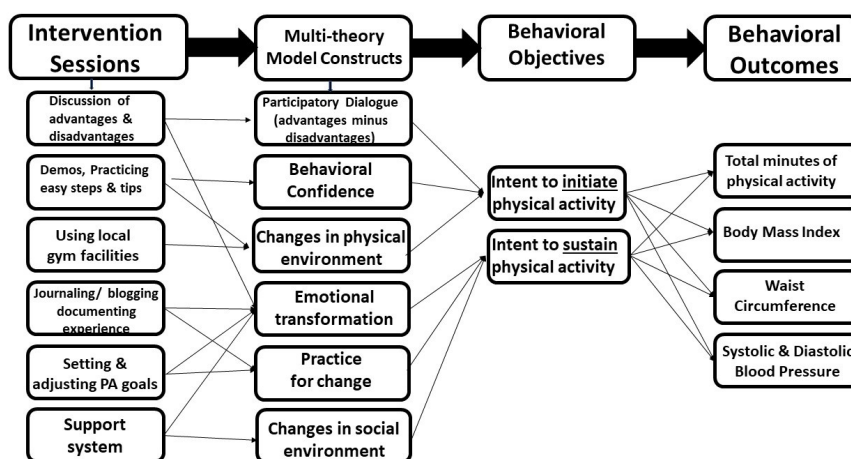 Intervention
Sessions
Multi-theory
Model Constructs
Behavioral
Objectives
Behavioral
Outcomes
Discussion of
advantages &
disadvantages
Demos, Practicing
easy steps & tips
Using local
gym facilities
Journaling/ blogging
documenting
experience
Setting &
adjusting PA goals
Support
system
Participatory Dialogue
(advantages minus
disadvantages)
Behavioral
Confidence
Changes in physical
environment
Emotional
transformation
Practice
for change
Changes in social
environment
Intent to initiate
physical activity
Intent to sustain
physical activity
Total minutes of
physical activity
Body Mass Index
Waist
Circumference
Systolic & Diastolic
Blood Pressure